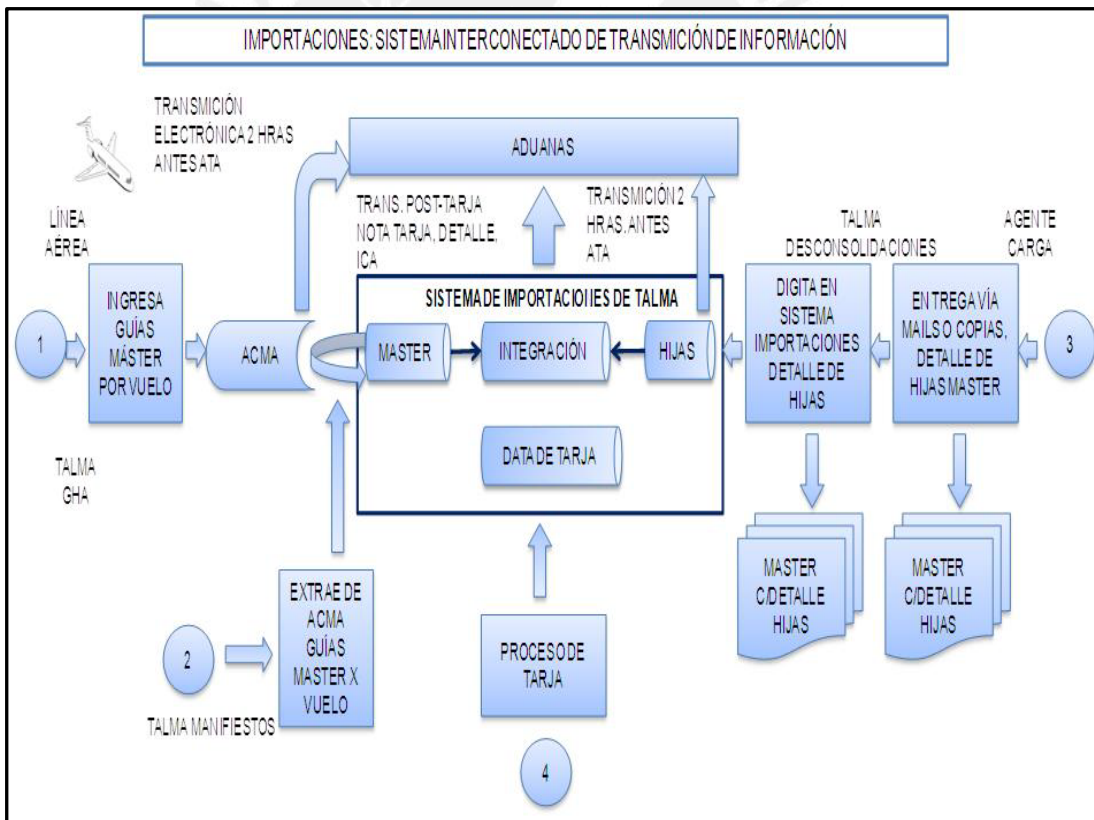 IMPORTACIONES: SISTEMAINTERCONECTADO DE TRANSMICIÓN DE INFORMACIÓN
TRANSMICIÓN
ELECTRÓNICA 2 HRAS
ANTES ATA
ADUANAS
TRANS. POST-TARJA
NOTA TARJA, DETALLE,
ICA
TRANSMICIÓN 2
HRAS. ANTES
ATA
LÍNEA
AÉREA
TALMA
DESCONSOLIDACIONES
AGENTE
CARGA
1
INGRESA
GUÍAS
MÁSTER
POR VUELO
ACMA
SISTEMA DE IMPORTACIONES DE TALMA
MASTER
INTEGRACIÓN
HIJAS
DATA DE TARJA
DIGITA EN
SISTEMA
IMPORTACIONES
DETALLE DE
HIJAS
ENTREGA VÍA
MAILS O COPIAS,
DETALLE DE
HIJAS MASTER
3
TALMA
GHA
2
EXTRAE DE
ACMA
GUÍAS
MASTER X
VUELO
TALMA MANIFIESTOS
PROCESO DE
TARJA
4
MASTER
C/DETALLE
HIJAS
MASTER
C/DETALLE
HIJAS